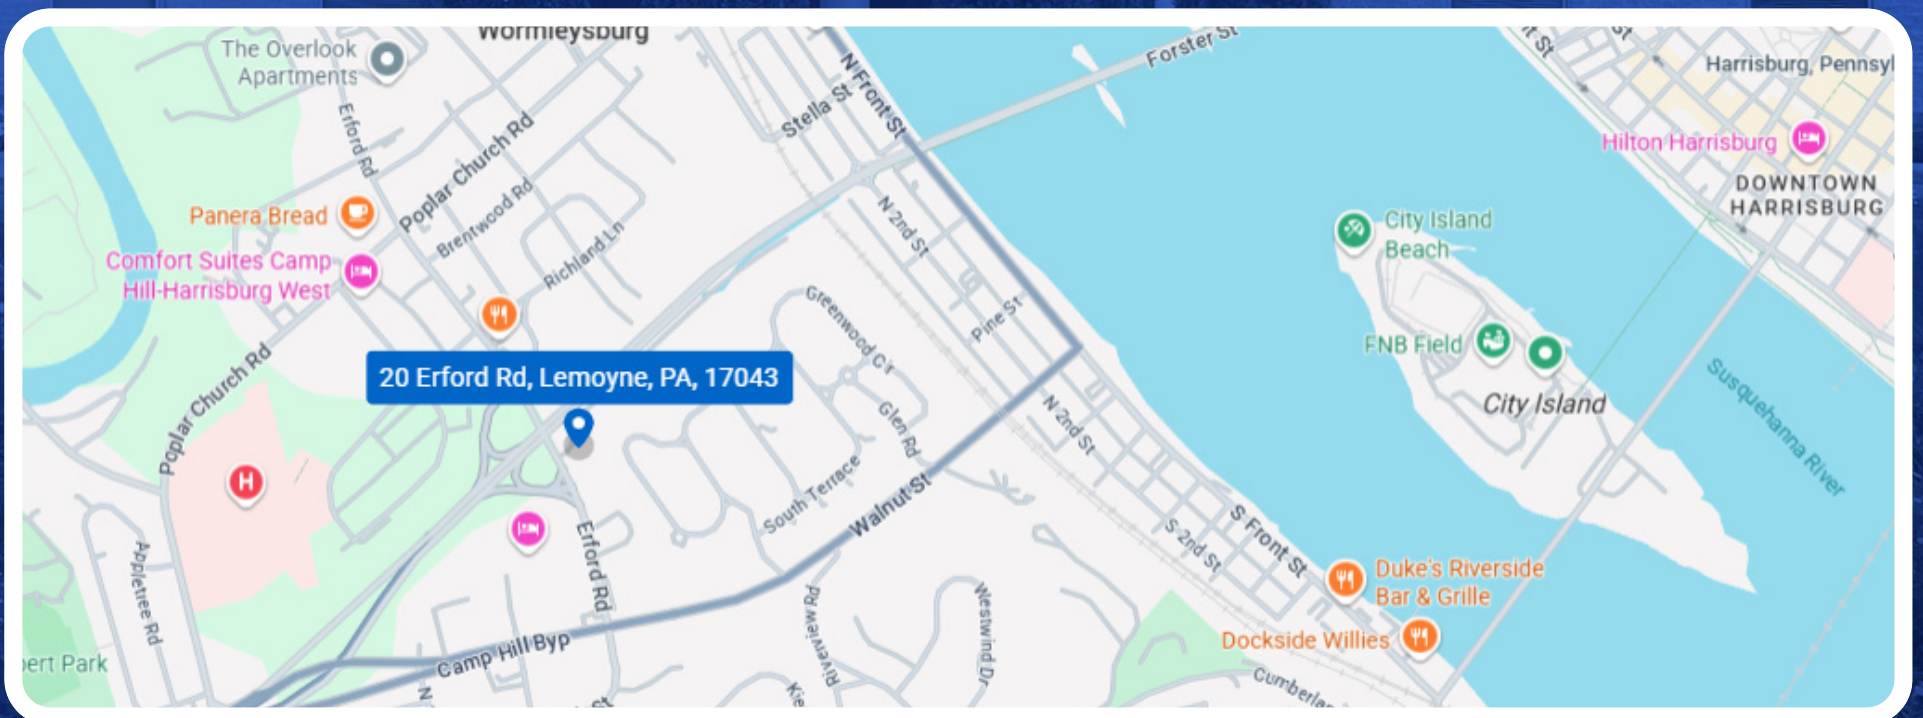 Wormleysburg
The Overlook
Apartments
N Front St
Forster St
Harrisburg, Pennsyl
Stella St
Erford Rd
Poplar Church Rd
Hilton Harrisburg
DOWNTOWN
HARRISBURG
Panera Bread
Brentwood Rd
N 2nd St
City Island
Beach
Comfort Suites Camp
Hill-Harrisburg West
Richland Ln
Greenwood Cir
Pine St
FNB Field
20 Erford Rd, Lemoyne, PA, 17043
City Island
Susquehanna River
Poplar Church Rd
Glen Rd
N 2nd St
H
South Terrace
Walnut St
S Front St
S 2nd St
Appletree Rd
Erford Rd
Duke's Riverside
Bar & Grille
Riverview Rd
Westwind Dr
Dockside Willies
Camp Hill Byp
ert Park
N